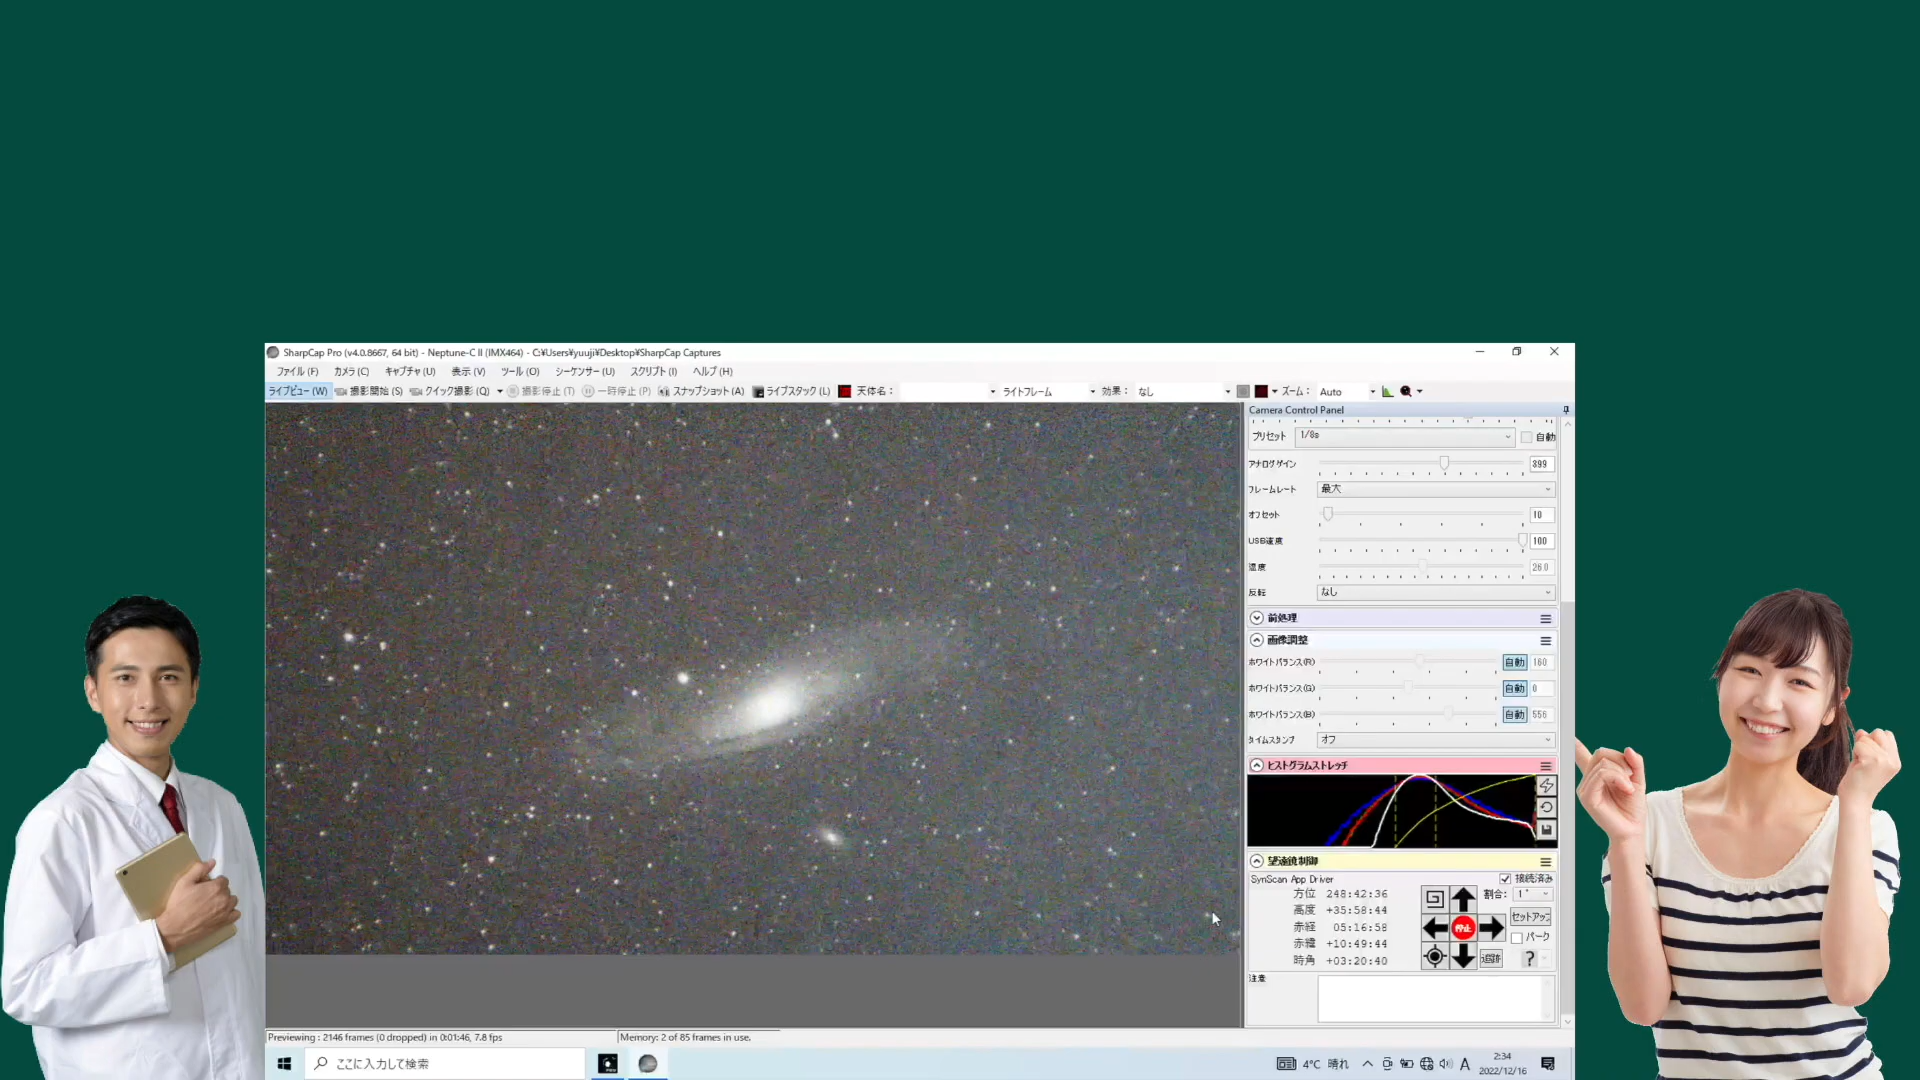 SharpCap Pro (v4.0.8667, 64 bit) - Neptune-C II (IMX464) - C:¥Users¥yuuji¥Desktop¥SharpCap Captures
ファイル (F) カメラ (C) キャプチャ (U) 表示 (V) ツール (O) シーケンサー (U) スクリプト (I) ヘルプ (H)
ライブビュー (W) 撮影開始 (S) クイック撮影 (Q) 撮影停止 (T) 一時停止 (P) スナップショット (A) ライブスタック (L) 天体名： ライトフレーム 効果： なし ズーム： Auto
Camera Control Panel
プリセット 1/8s 自動
アナログゲイン 399
フレームレート 最大
オフセット 10
USB速度 100
温度 26.0
反転 なし
前処理
画像調整
ホワイトバランス(R) 自動 160
ホワイトバランス(G) 自動 0
ホワイトバランス(B) 自動 556
タイムスタンプ オフ
ヒストグラムストレッチ
望遠鏡制御
SynScan App Driver 接続済み
方位 248:42:36 割合： 1°
高度 +35:58:44 セットアップ
赤経 05:16:58 停止
赤緯 +10:49:44 パーク
時角 +03:20:40 追跡 ?
注意
Previewing : 2146 frames (0 dropped) in 0:01:46, 7.8 fps Memory: 2 of 85 frames in use.
ここに入力して検索
4°C 晴れ A 2:34
2022/12/16